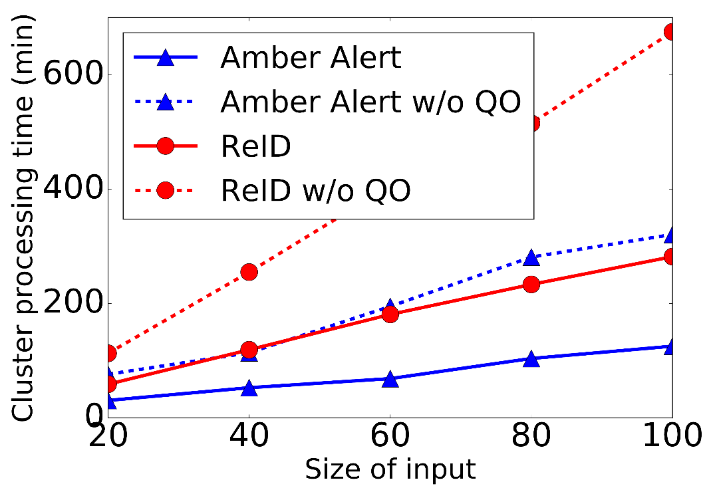 Cluster processing time (min)
600
400
200
0
Amber Alert
Amber Alert w/o QO
ReID
ReID w/o QO
20 40 60 80 100
Size of input